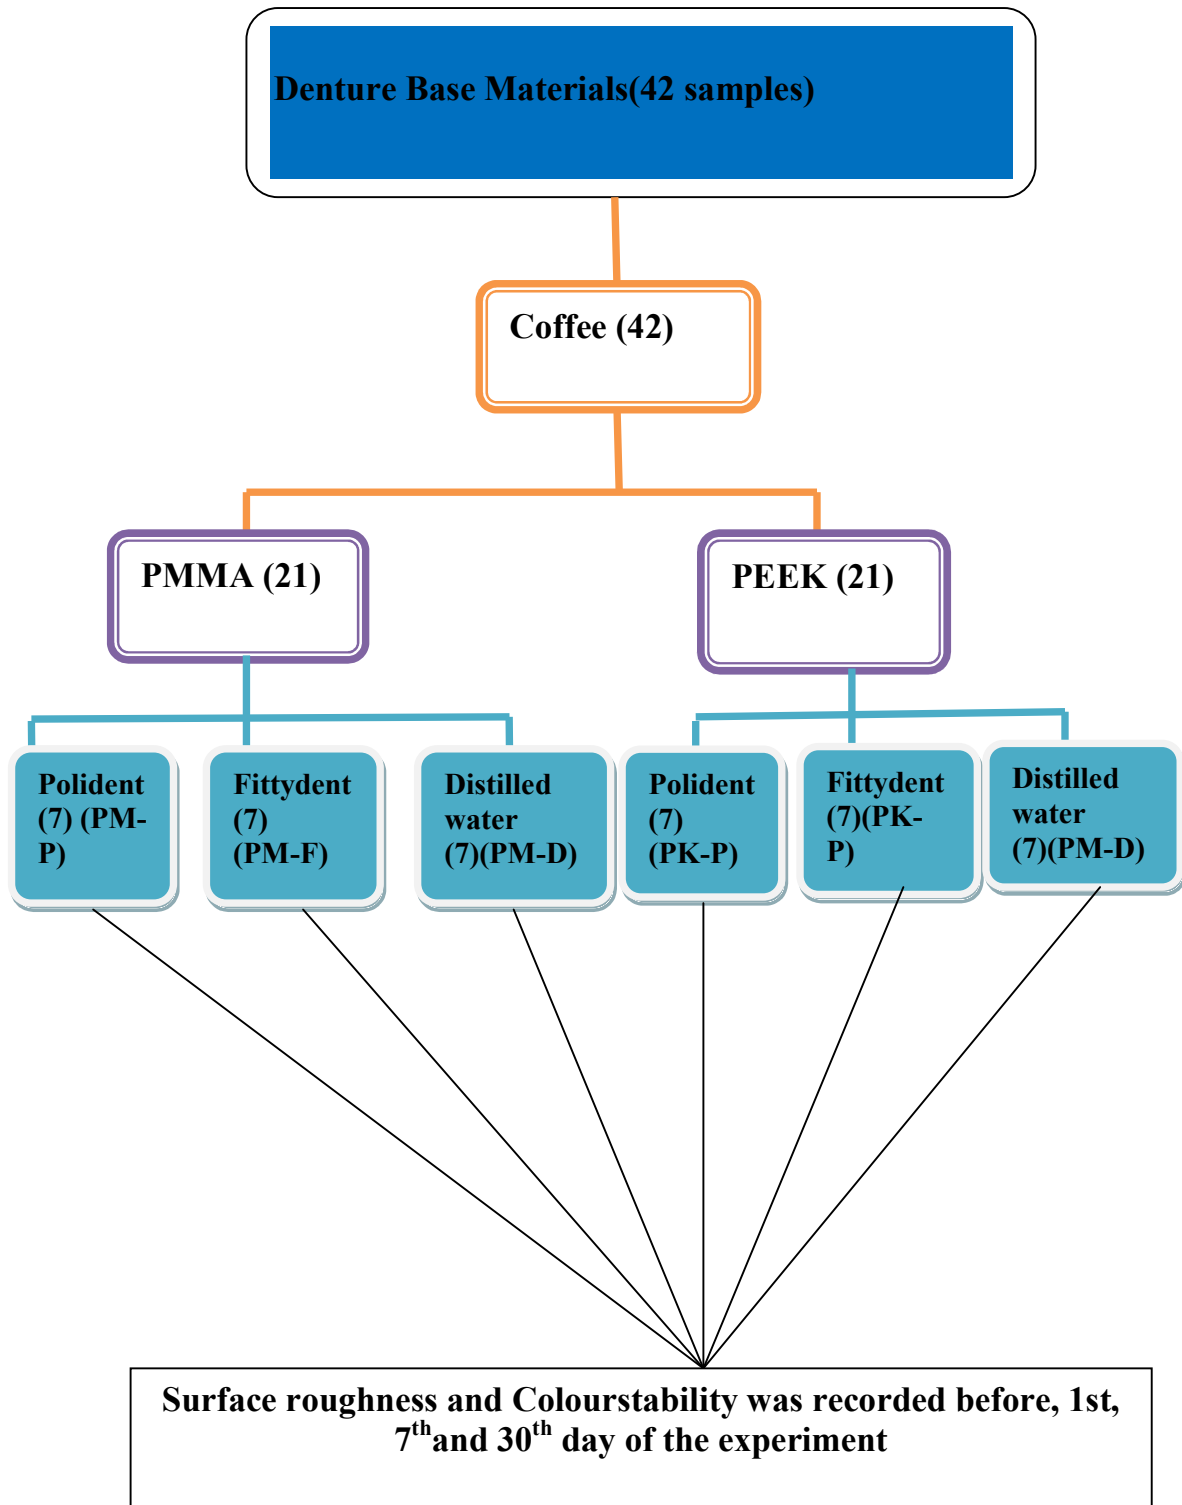 Denture Base Materials(42 samples)
Coffee (42)
PMMA (21)
PEEK (21)
Polident
(7) (PM-
P)
Fittydent
(7)
(PM-F)
Distilled
water
(7)(PM-D)
Polident
(7)
(PK-P)
Fittydent
(7)(PK-
P)
Distilled
water
(7)(PM-D)
Surface roughness and Colourstability was recorded before, 1st,
7thand 30th day of the experiment